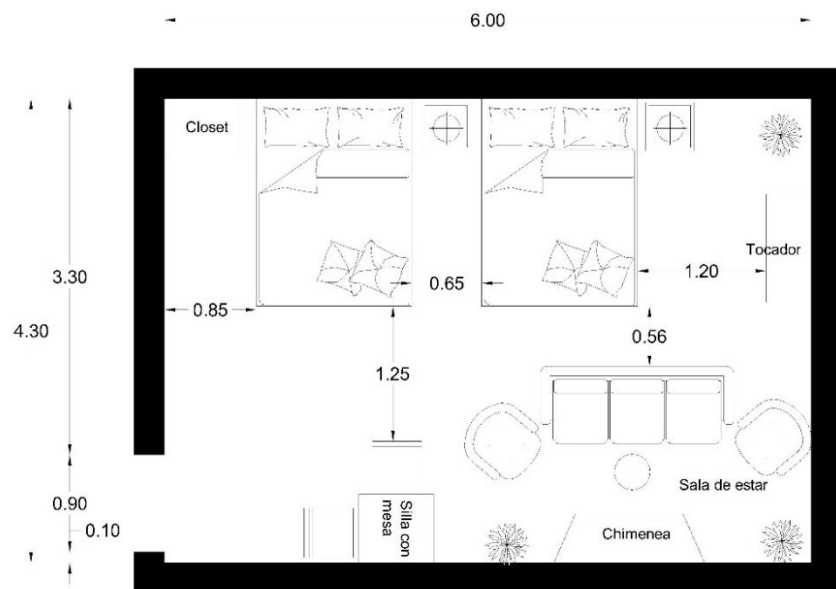 6.00
Closet
Tocador
3.30
0.65
1.20
4.30
0.85
0.56
1.25
0.90
0.10
Silla con
mesa
Sala de estar
Chimenea